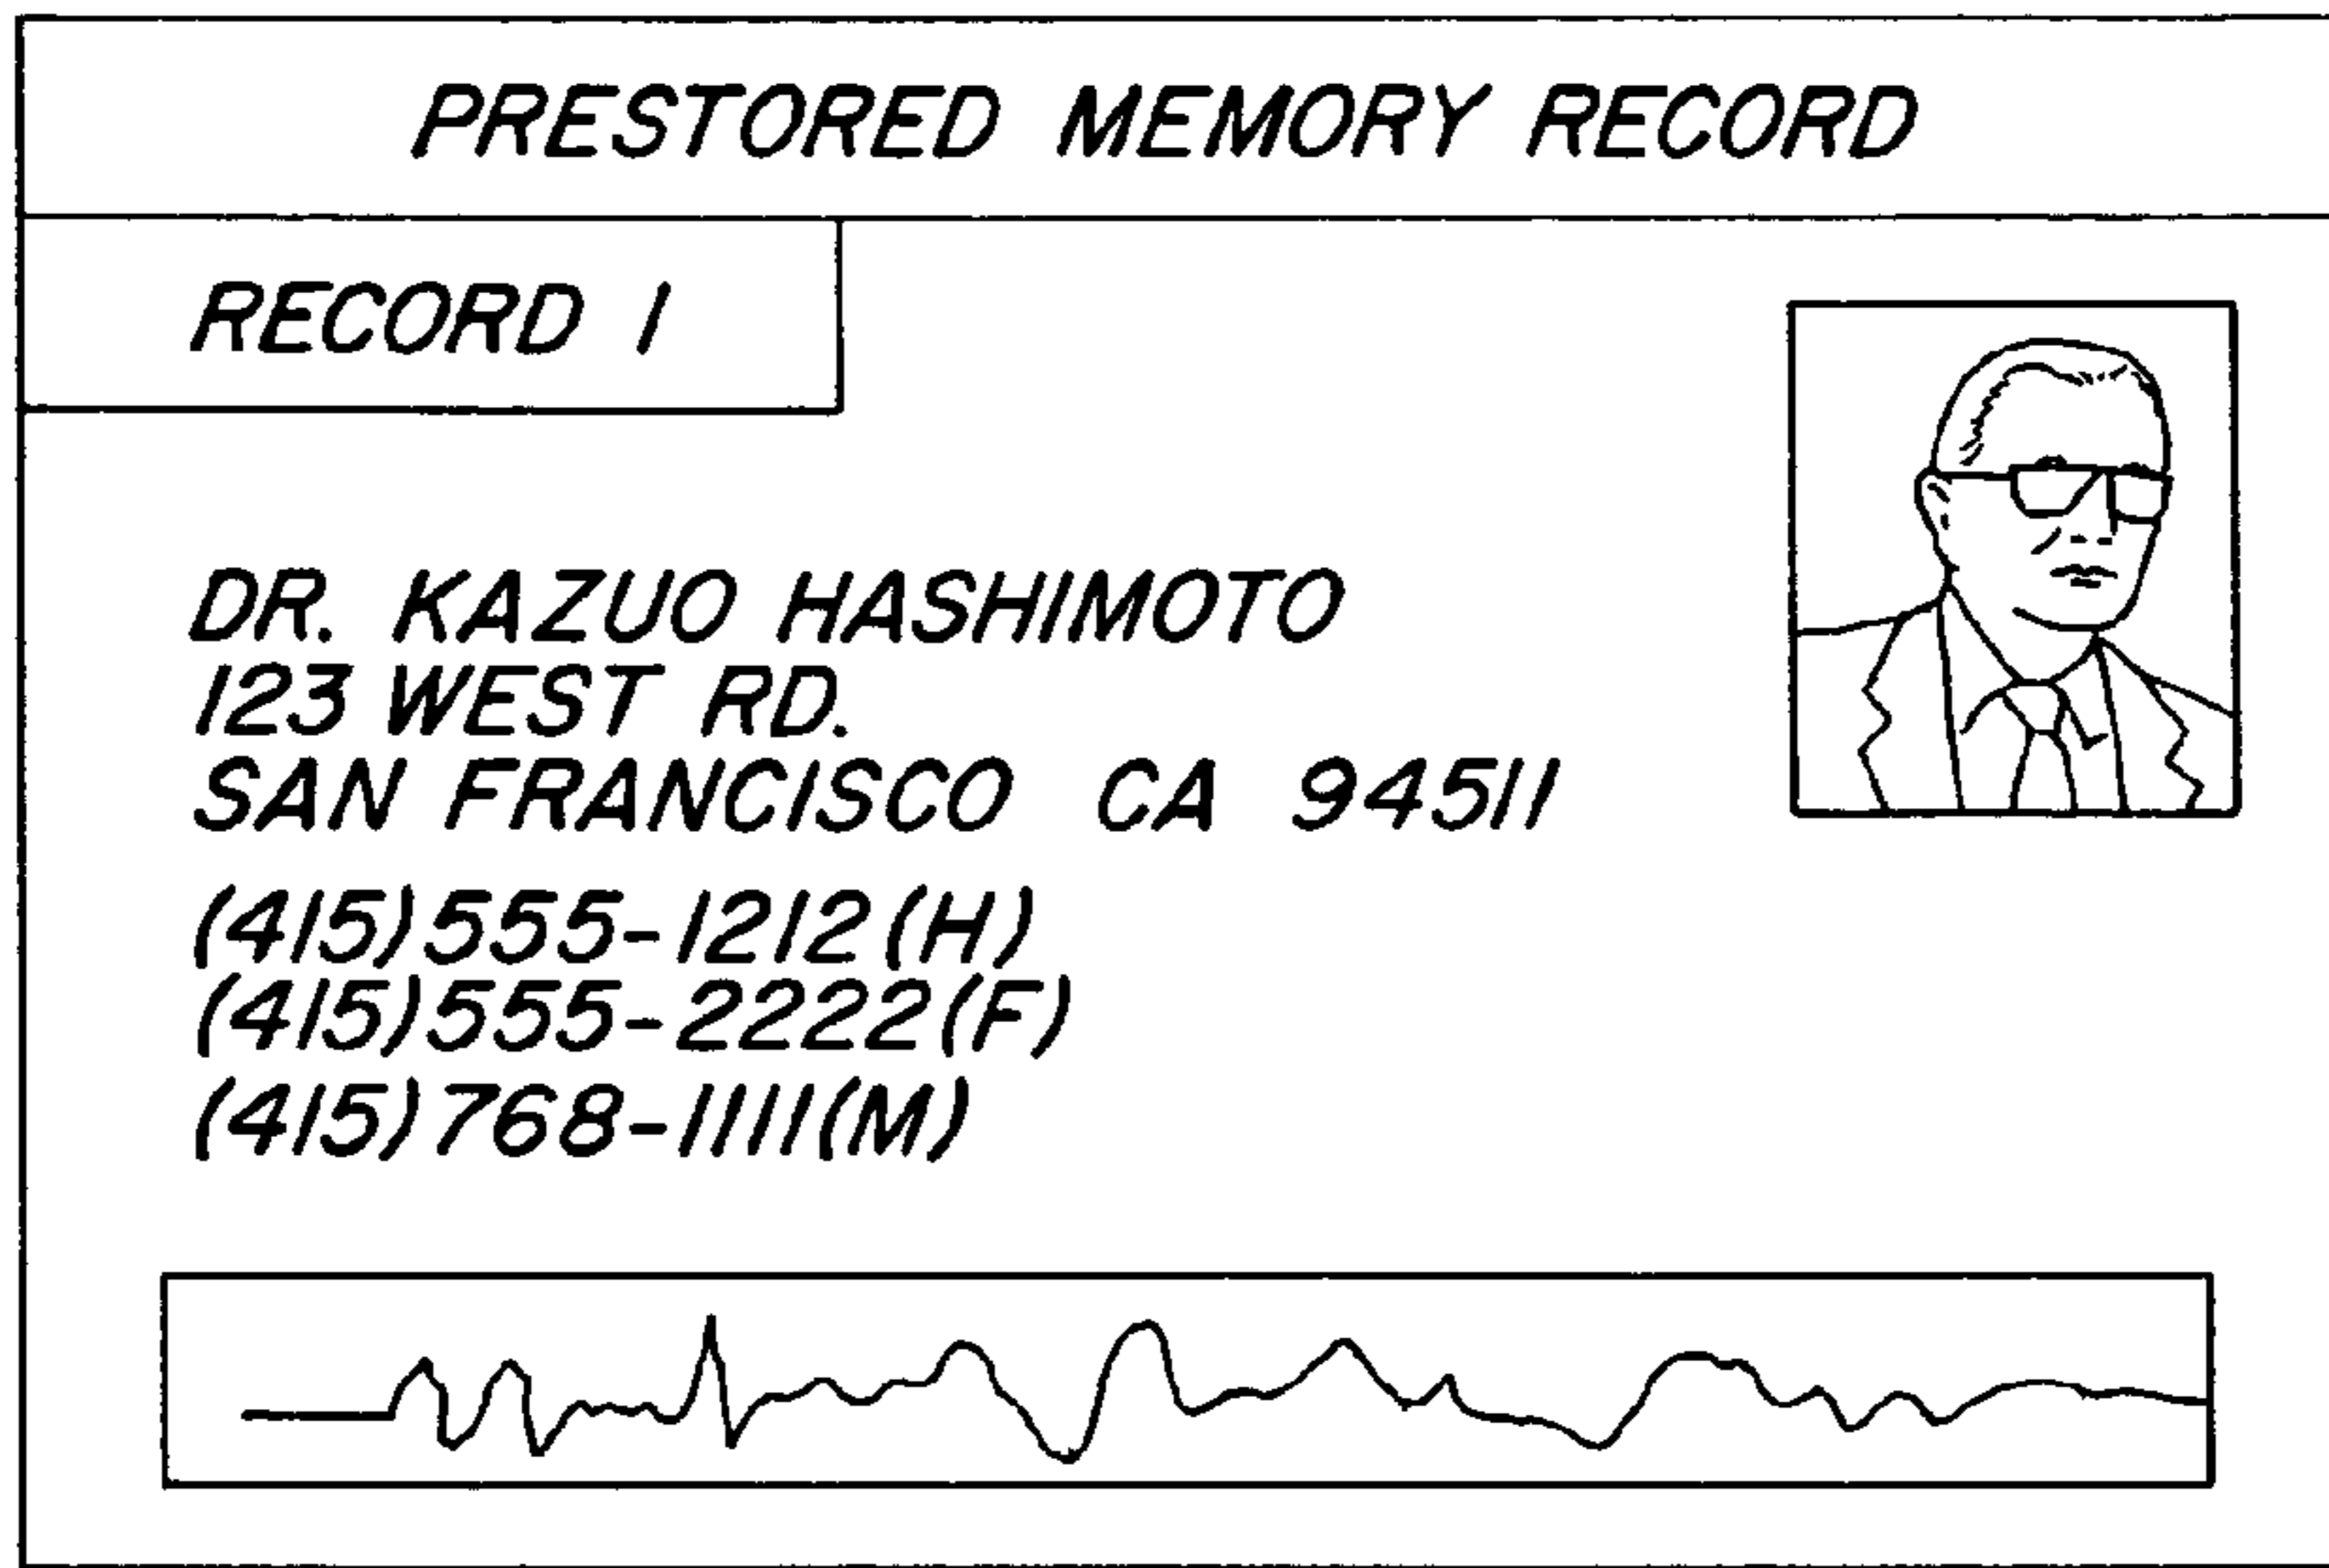 PRESTORED MEMORY RECORD
RECORD 1
DR. KAZUO HASHIMOTO
123 WEST RD.
SAN FRANCISCO CA 94511
(415)555-1212(H)
(415)555-2222(F)
(415)768-1111(M)